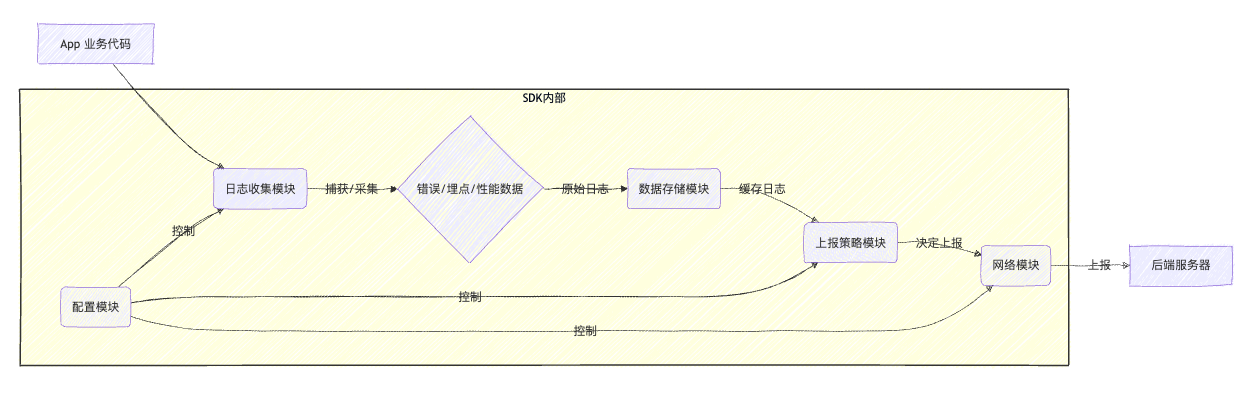 App 业务代码
SDK内部
日志收集模块
捕获/采集
错误/埋点/性能数据
原始日志
数据存储模块
缓存日志
控制
上报策略模块
决定上报
网络模块
上报
后端服务器
配置模块
控制
控制